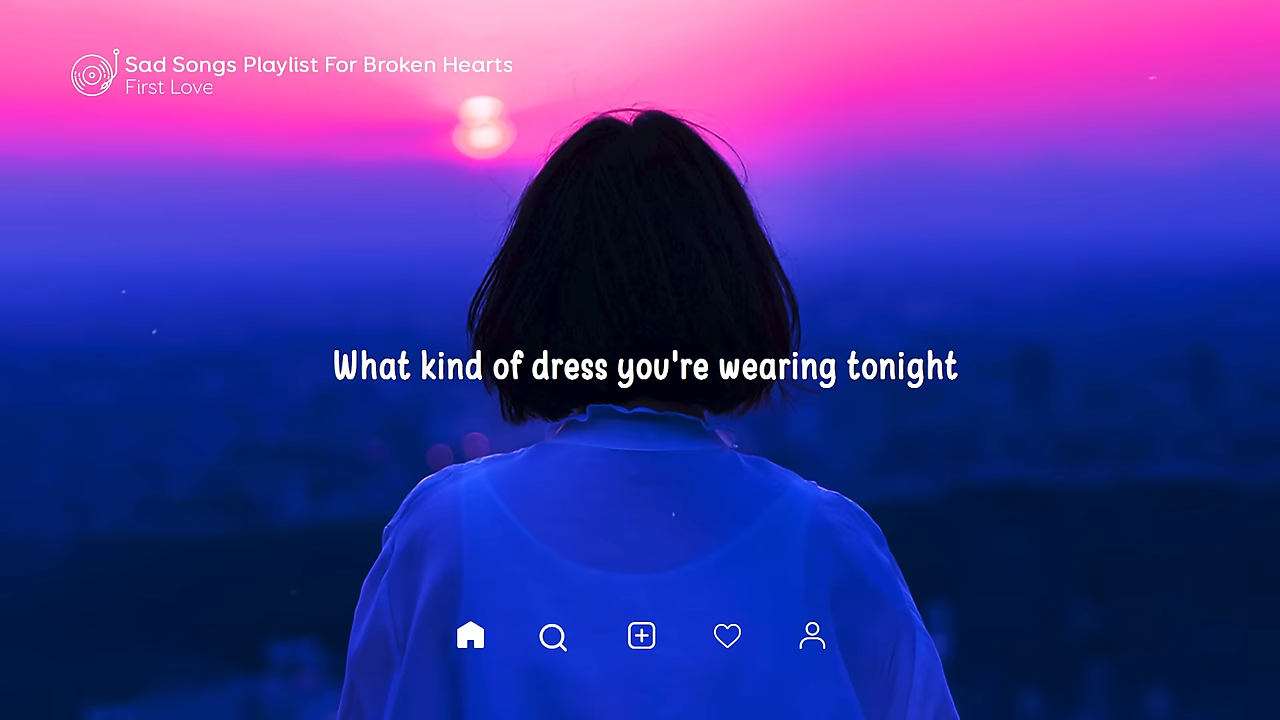 Sad Songs Playlist For Broken Hearts
First Love
What kind of dress you're wearing tonight